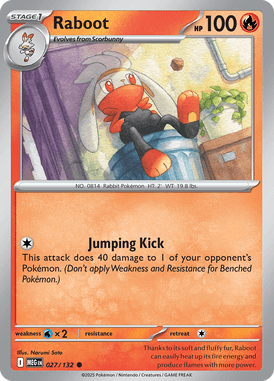 STAGE 1
Raboot
HP 100
Evolves from Scorbunny
NO. 0814 Rabbit Pokémon HT: 2' WT: 19.8 lbs.
Jumping Kick
This attack does 40 damage to 1 of your opponent's
Pokémon. (Don't apply Weakness and Resistance for Benched
Pokémon.)
weakness ×2 resistance retreat
Illus. Narumi Sato
Thanks to its soft and fluffy fur, Raboot
can easily heat up its fire energy and
produce powerful flames.
I MEG EN 027/132
©2025 Pokémon / Nintendo / Creatures / GAME FREAK